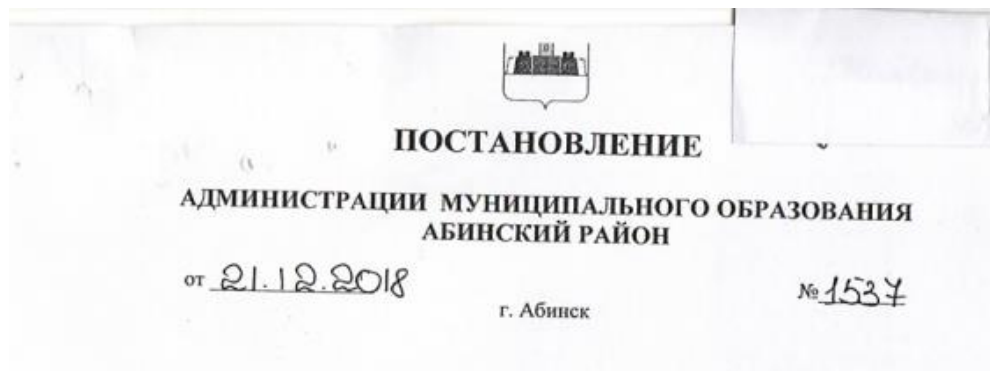 ПОСТАНОВЛЕНИЕ
АДМИНИСТРАЦИИ МУНИЦИПАЛЬНОГО ОБРАЗОВАНИЯ
АБИНСКИЙ РАЙОН
от 21.12.2018 № 1537
г. Абинск